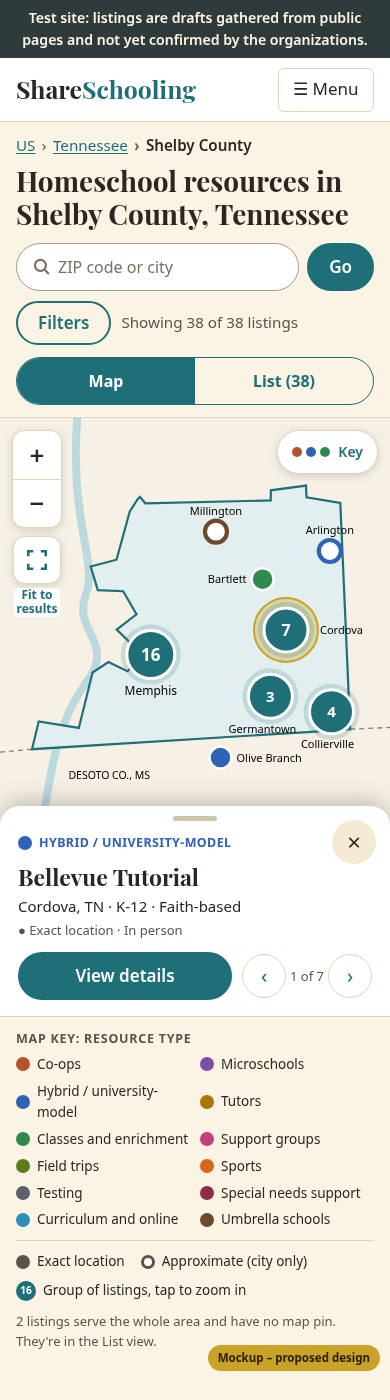 Test site: listings are drafts gathered from public
pages and not yet confirmed by the organizations.
ShareSchooling
☰ Menu
US › Tennessee › Shelby County
Homeschool resources in
Shelby County, Tennessee
ZIP code or city
Go
Filters
Showing 38 of 38 listings
Map
List (38)
+
−
Fit to
results
Key
Millington
Arlington
Bartlett
7
Cordova
16
Memphis
3
Germantown
4
Collierville
Olive Branch
DESOTO CO., MS
HYBRID / UNIVERSITY-MODEL
×
Bellevue Tutorial
Cordova, TN · K-12 · Faith-based
● Exact location · In person
View details
‹ 1 of 7 ›
MAP KEY: RESOURCE TYPE
Co-ops
Microschools
Hybrid / university-
model
Tutors
Classes and enrichment
Support groups
Field trips
Sports
Testing
Special needs support
Curriculum and online
Umbrella schools
Exact location
Approximate (city only)
16 Group of listings, tap to zoom in
2 listings serve the whole area and have no map pin.
They're in the List view.
Mockup – proposed design